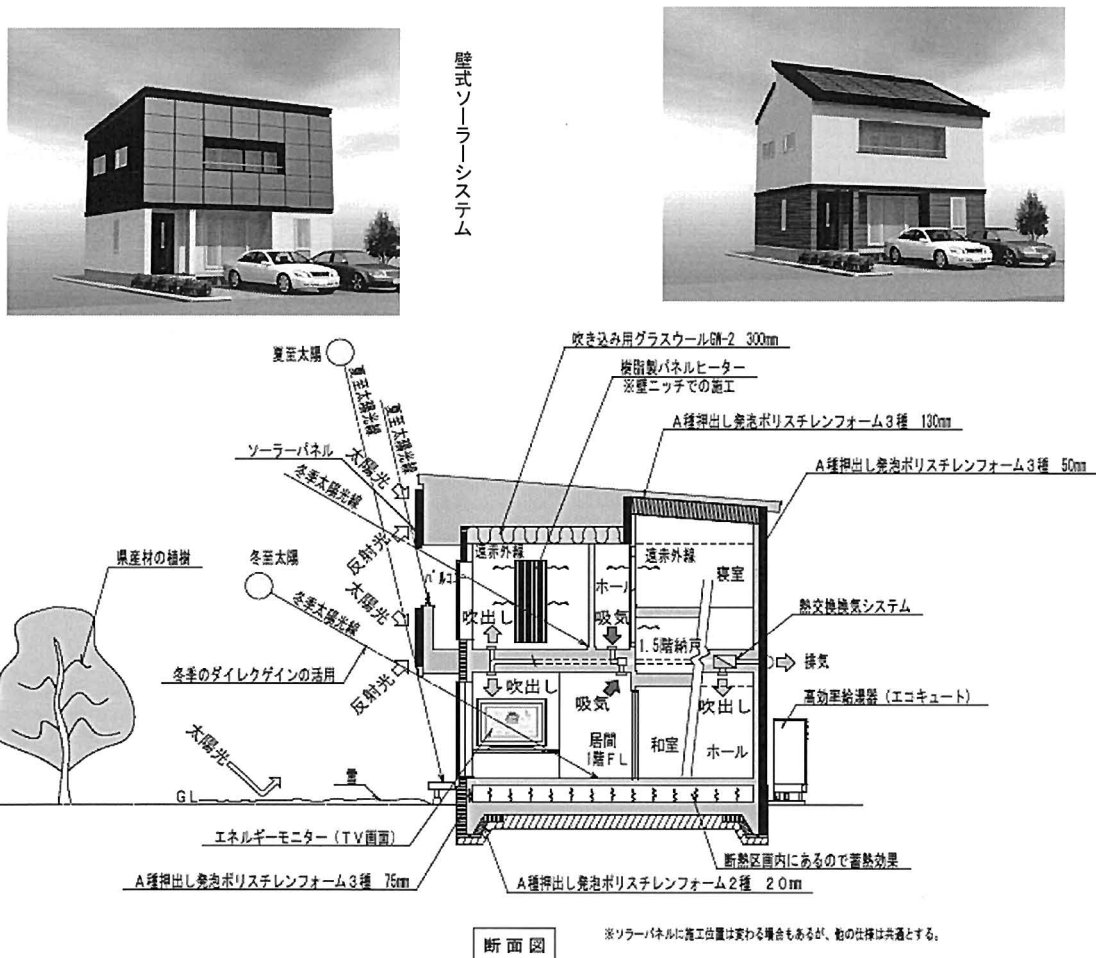 壁式ソーラーシステム
夏至太陽
夏至太陽光線
夏至太陽光線
吹き込み用グラスウールGW-2 300mm
樹脂製パネルヒーター
※壁ニッチでの施工
A種押出し発泡ポリスチレンフォーム3種 130mm
A種押出し発泡ポリスチレンフォーム3種 50mm
ソーラーパネル
太陽光
冬季太陽光線
反射光
遠赤外線
遠赤外線
県産材の植樹
冬至太陽
バルコニー
ホール
寝室
太陽光
冬季太陽光線
吹出し
吸気
熱交換換気システム
1.5階納戸
排気
冬季のダイレクゲインの活用
反射光
吹出し
吸気
吹出し
高効率給湯器（エコキュート）
居間
1階FL
和室
ホール
太陽光
雪
GL
エネルギーモニター（TV画面）
断熱区画内にあるので蓄熱効果
A種押出し発泡ポリスチレンフォーム3種 75mm
A種押出し発泡ポリスチレンフォーム2種 20mm
断面図
※ソラーパネルに施工位置は変わる場合もあるが、他の仕様は共通とする。